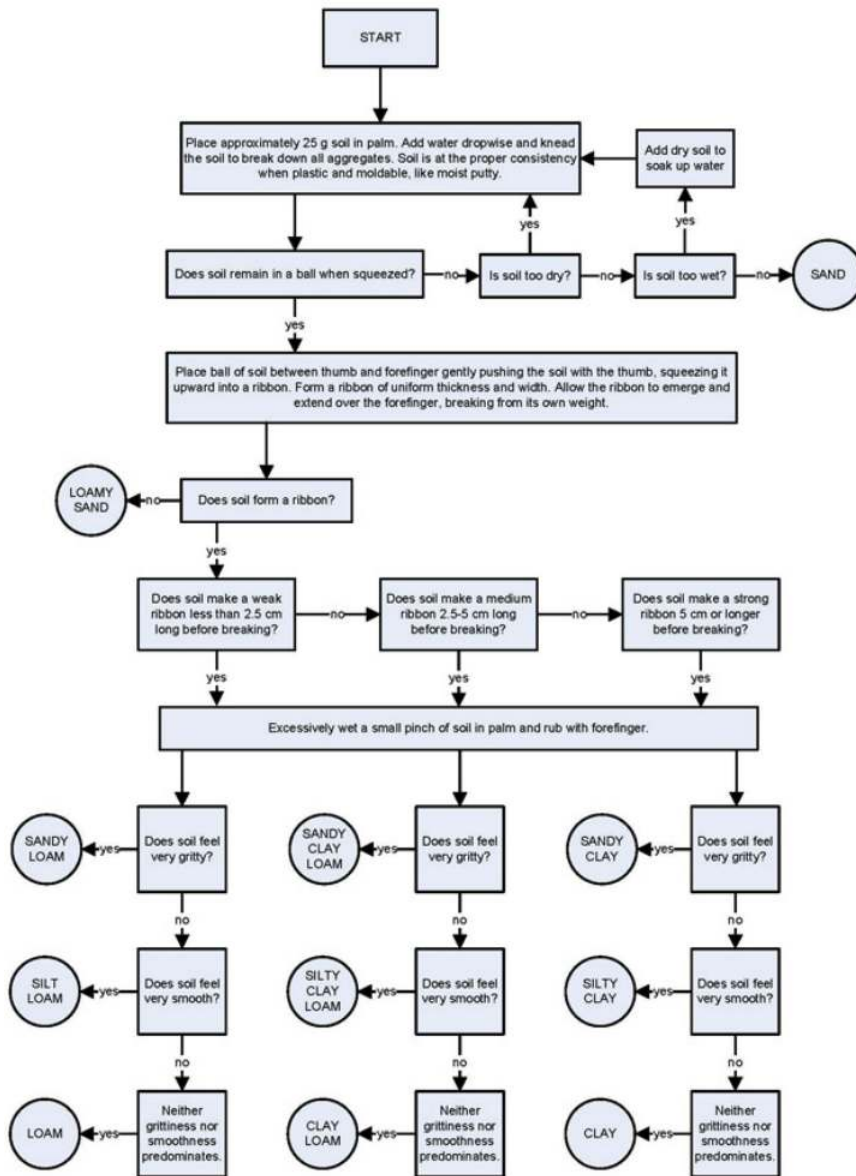 START
Place approximately 25 g soil in palm. Add water dropwise and knead
the soil to break down all aggregates. Soil is at the proper consistency
when plastic and moldable, like moist putty.
Add dry soil to
soak up water
yes
yes
Does soil remain in a ball when squeezed?
no
Is soil too dry?
no
Is soil too wet?
no
SAND
yes
Place ball of soil between thumb and forefinger gently pushing the soil with the thumb, squeezing it
upward into a ribbon. Form a ribbon of uniform thickness and width. Allow the ribbon to emerge and
extend over the forefinger, breaking from its own weight.
LOAMY
SAND
no
Does soil form a ribbon?
yes
Does soil make a weak
ribbon less than 2.5 cm
long before breaking?
no
Does soil make a medium
ribbon 2.5-5 cm long
before breaking?
no
Does soil make a strong
ribbon 5 cm or longer
before breaking?
yes
yes
yes
Excessively wet a small pinch of soil in palm and rub with forefinger.
SANDY
LOAM
yes
Does soil feel
very gritty?
SANDY
CLAY
LOAM
yes
Does soil feel
very gritty?
SANDY
CLAY
yes
Does soil feel
very gritty?
no
no
no
SILT
LOAM
yes
Does soil feel
very smooth?
SILTY
CLAY
LOAM
yes
Does soil feel
very smooth?
SILTY
CLAY
yes
Does soil feel
very smooth?
no
no
no
LOAM
yes
Neither
grittiness nor
smoothness
predominates.
CLAY
LOAM
yes
Neither
grittiness nor
smoothness
predominates.
CLAY
yes
Neither
grittiness nor
smoothness
predominates.